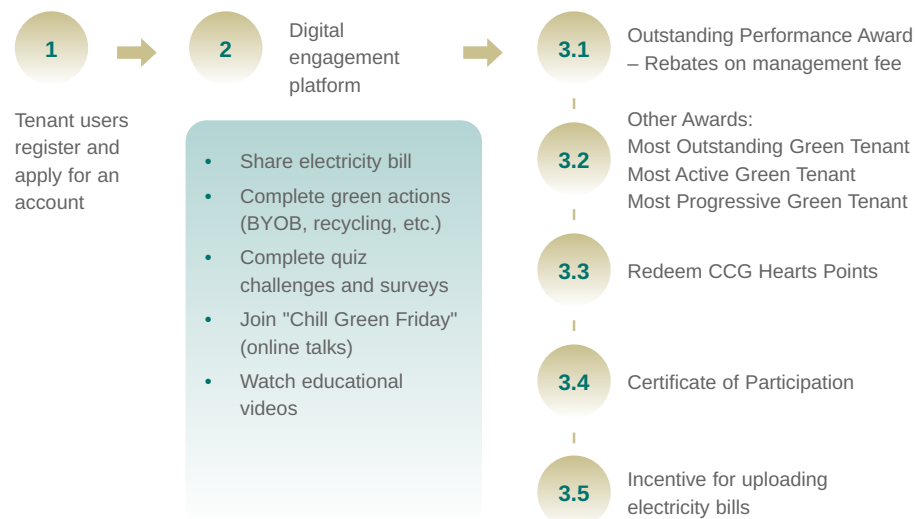 1
Tenant users
register and
apply for an
account
2
Digital
engagement
platform
• Share electricity bill
• Complete green actions
(BYOB, recycling, etc.)
• Complete quiz
challenges and surveys
• Join "Chill Green Friday"
(online talks)
• Watch educational
videos
3.1
Outstanding Performance Award
– Rebates on management fee
3.2
Other Awards:
Most Outstanding Green Tenant
Most Active Green Tenant
Most Progressive Green Tenant
3.3
Redeem CCG Hearts Points
3.4
Certificate of Participation
3.5
Incentive for uploading
electricity bills